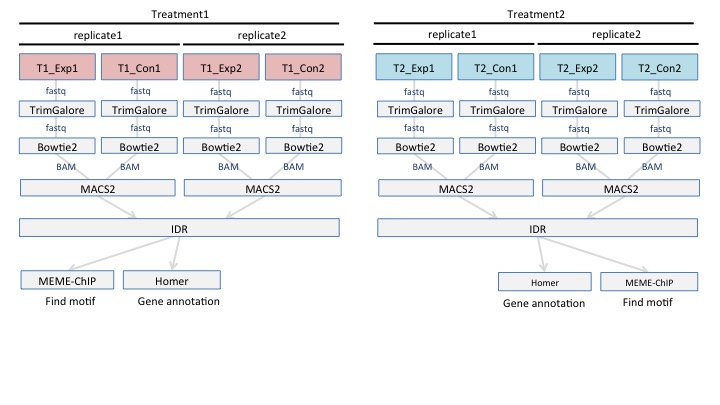 Treatment1 Treatment2
replicate1 replicate2 replicate1 replicate2
T1_Exp1 T1_Con1 T1_Exp2 T1_Con2 T2_Exp1 T2_Con1 T2_Exp2 T2_Con2
fastq fastq fastq fastq fastq fastq fastq fastq
TrimGalore TrimGalore TrimGalore TrimGalore TrimGalore TrimGalore TrimGalore TrimGalore
fastq fastq fastq fastq fastq fastq fastq fastq
Bowtie2 Bowtie2 Bowtie2 Bowtie2 Bowtie2 Bowtie2 Bowtie2 Bowtie2
BAM BAM BAM BAM BAM BAM BAM BAM
MACS2 MACS2 MACS2 MACS2
IDR IDR
MEME-ChIP Homer Homer MEME-ChIP
Find motif Gene annotation Gene annotation Find motif